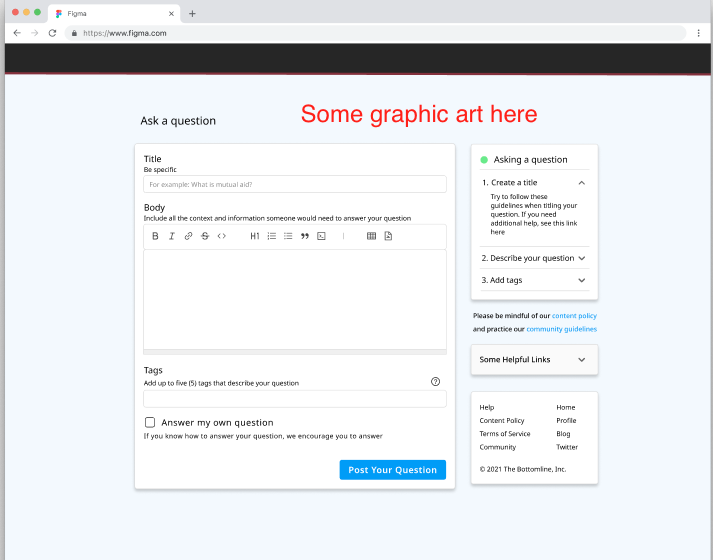 Figma
https://www.figma.com
Some graphic art here
Ask a question
Title
Be specific
For example: What is mutual aid?
Body
Include all the context and information someone would need to answer your question
B I S <> H1
Tags
Add up to five (5) tags that describe your question
Answer my own question
If you know how to answer your question, we encourage you to answer
Post Your Question
Asking a question
1. Create a title
Try to follow these
guidelines when titling your
question. If you need
additional help, see this link
here
2. Describe your question
3. Add tags
Please be mindful of our content policy
and practice our community guidelines
Some Helpful Links
Help Home
Content Policy Profile
Terms of Service Blog
Community Twitter
© 2021 The Bottomline, Inc.